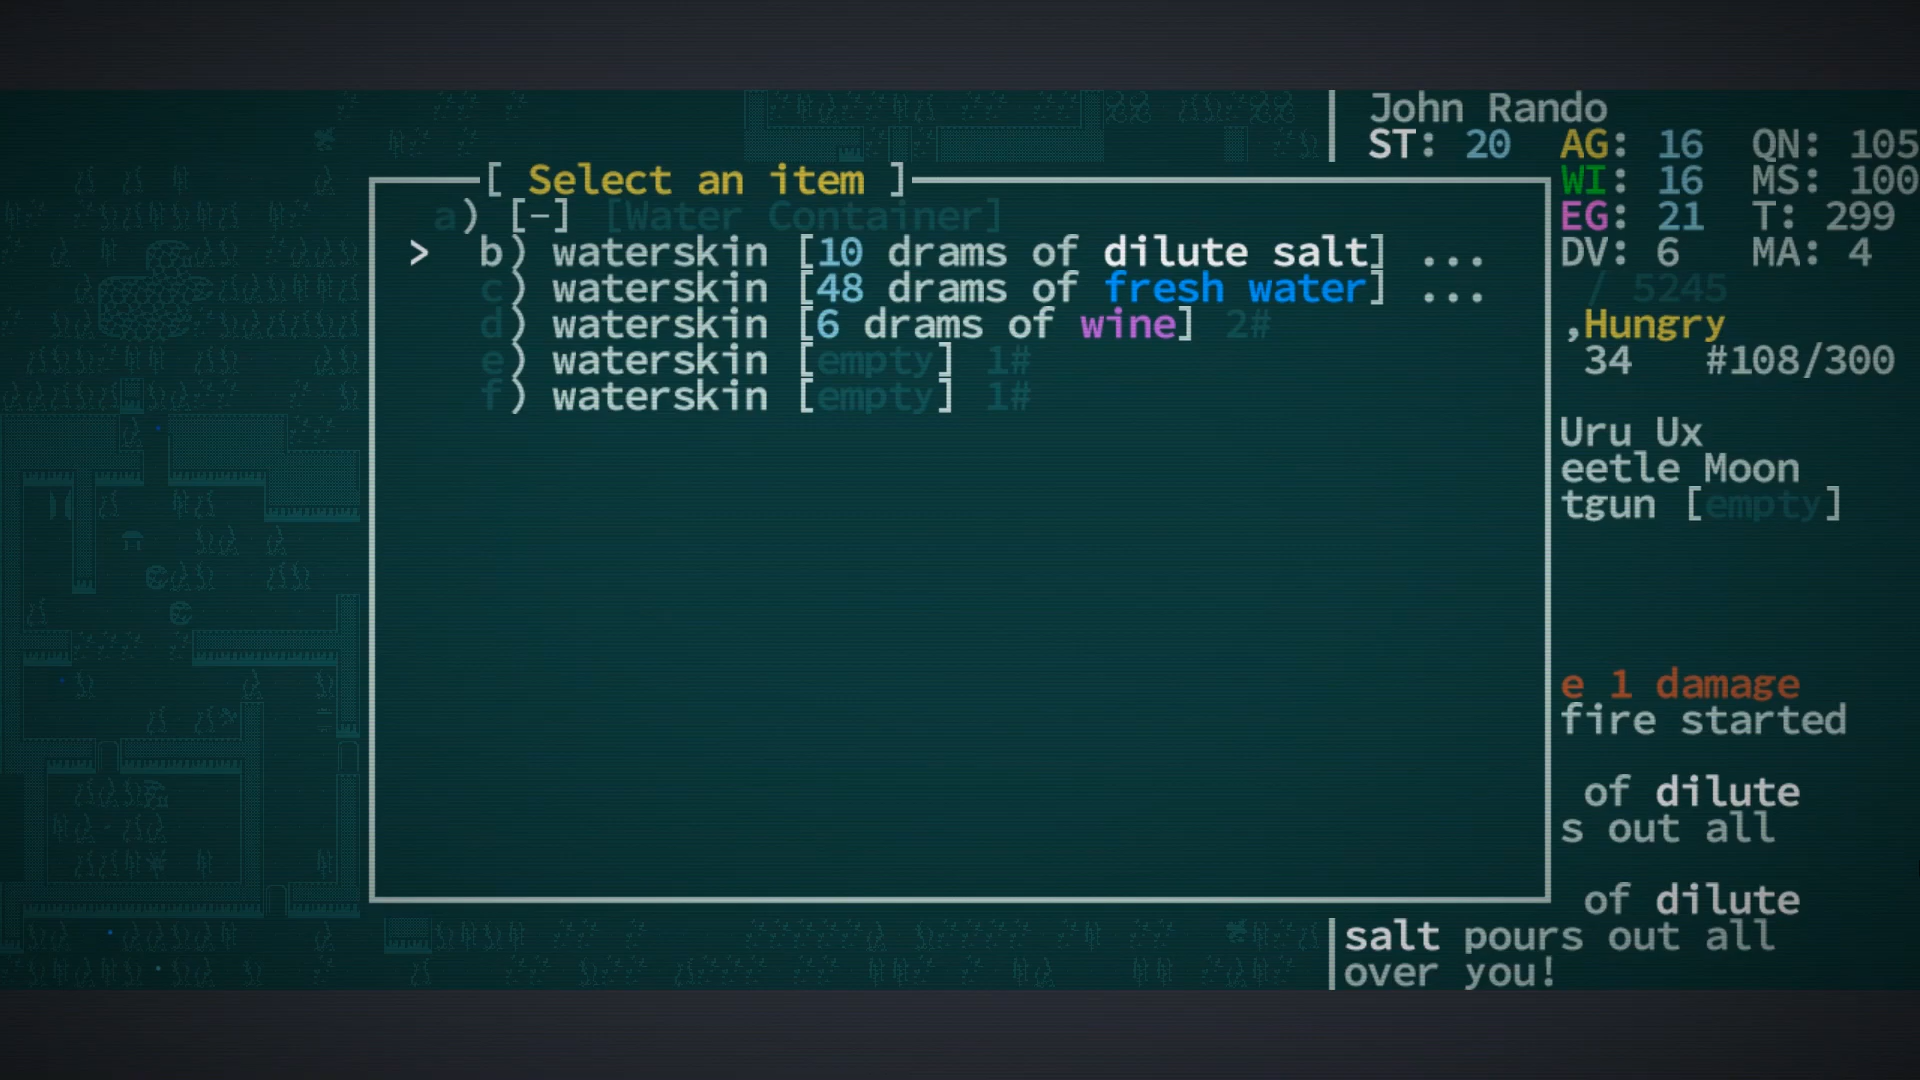 John Rando
ST: 20 AG: 16 QN: 105
[ Select an item ] WI: 16 MS: 100
a) [-] [Water Container] EG: 21 T: 299
> b) waterskin [10 drams of dilute salt] ... DV: 6 MA: 4
c) waterskin [48 drams of fresh water] ... / 5245
d) waterskin [6 drams of wine] 2# ,Hungry
e) waterskin [empty] 1# 34 #108/300
f) waterskin [empty] 1#
Uru Ux
eetle Moon
tgun [empty]
e 1 damage
fire started
of dilute
s out all
of dilute
salt pours out all
over you!